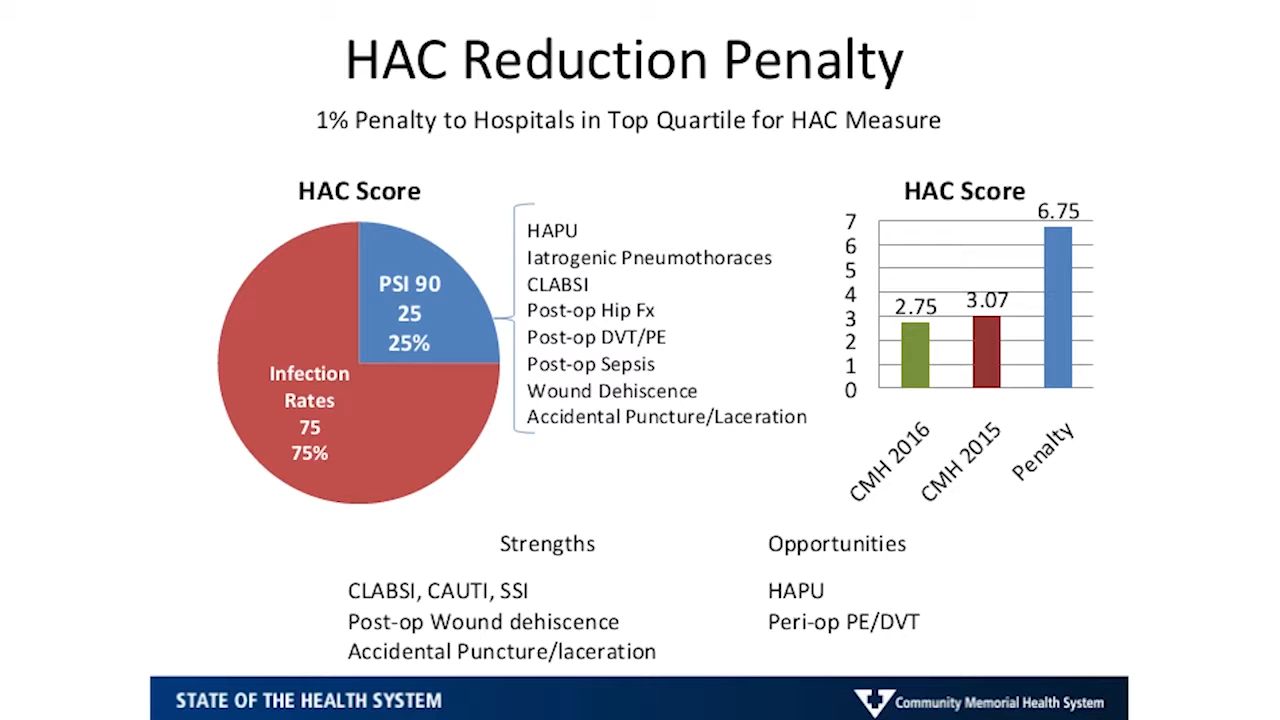 HAC Reduction Penalty
1% Penalty to Hospitals in Top Quartile for HAC Measure
HAC Score
PSI 90
25
25%
Infection
Rates
75
75%
HAPU
Iatrogenic Pneumothoraces
CLABSI
Post-op Hip Fx
Post-op DVT/PE
Post-op Sepsis
Wound Dehiscence
Accidental Puncture/Laceration
HAC Score
7
6
5
4
3
2
1
0
2.75
3.07
6.75
CMH 2016
CMH 2015
Penalty
Strengths
CLABSI, CAUTI, SSI
Post-op Wound dehiscence
Accidental Puncture/laceration
Opportunities
HAPU
Peri-op PE/DVT
STATE OF THE HEALTH SYSTEM
Community Memorial Health System